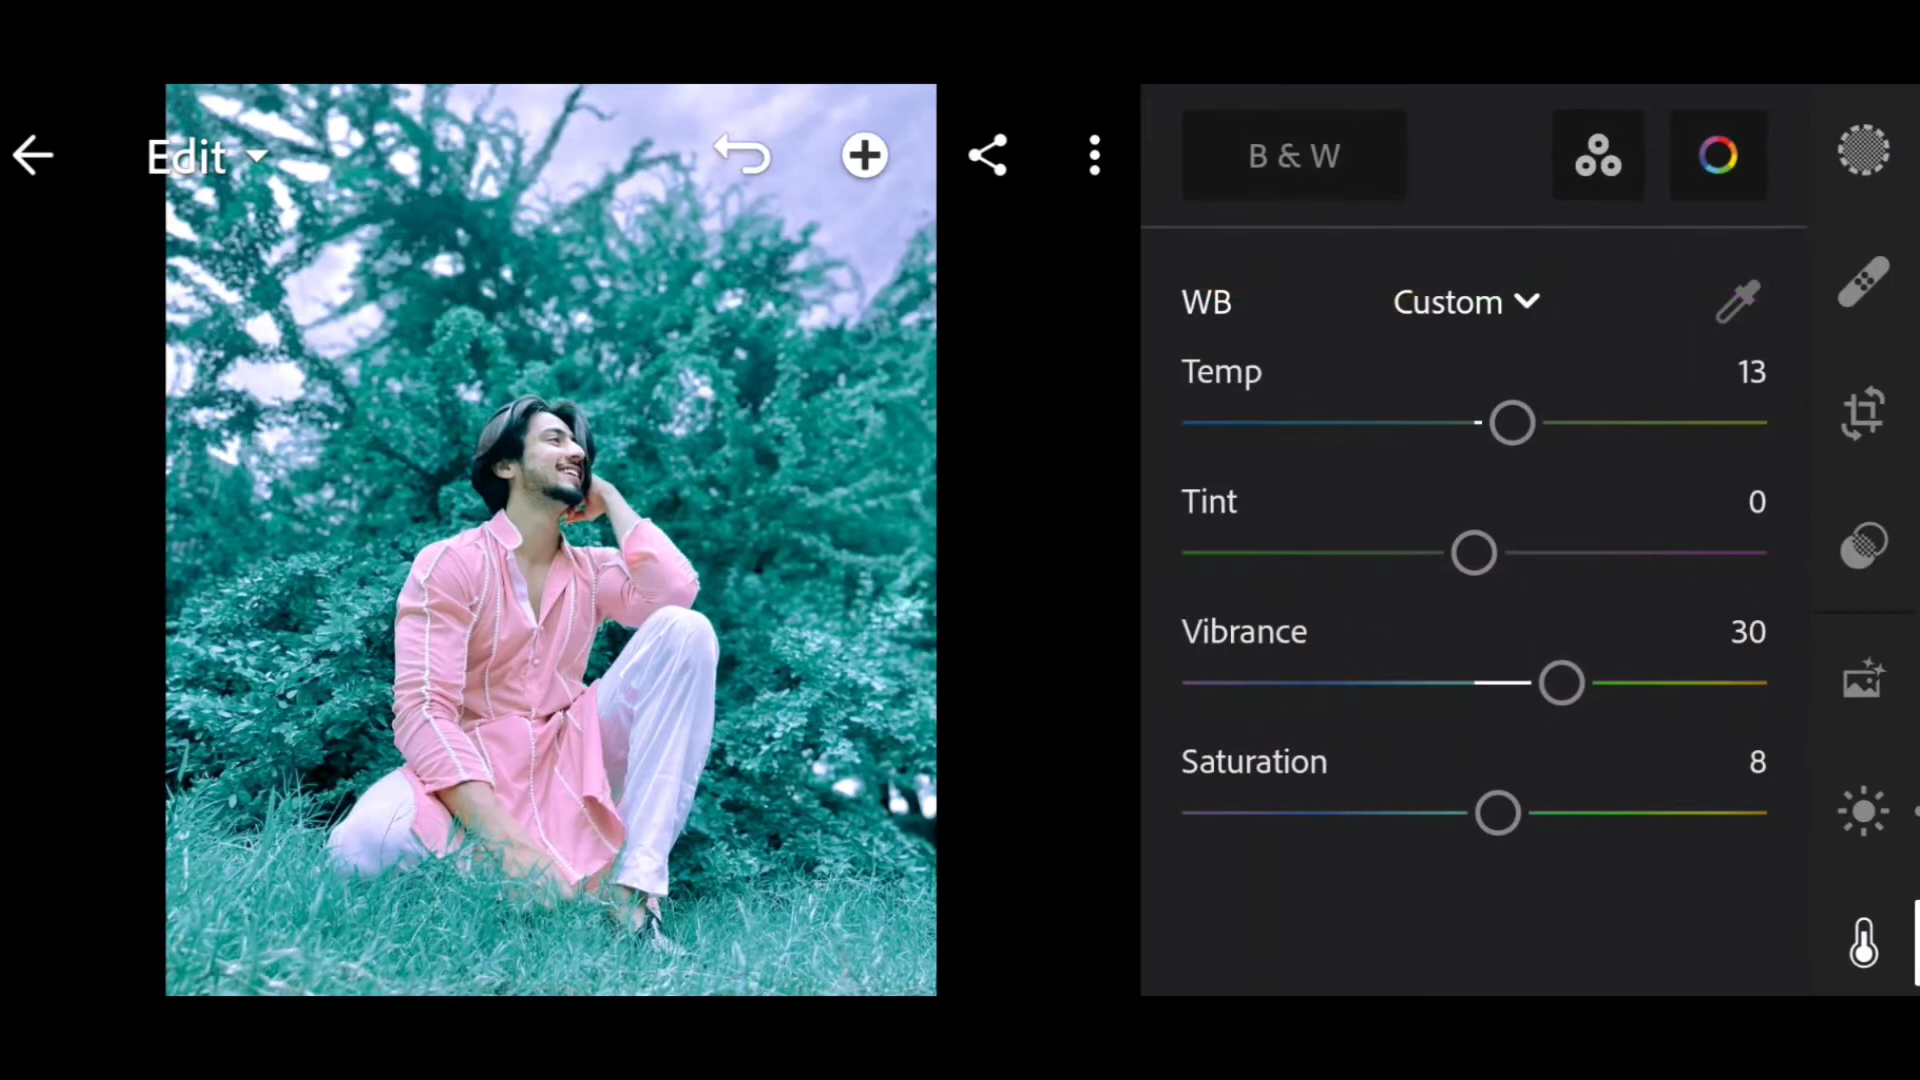 Edit
B & W
WB Custom
Temp 13
Tint 0
Vibrance 30
Saturation 8